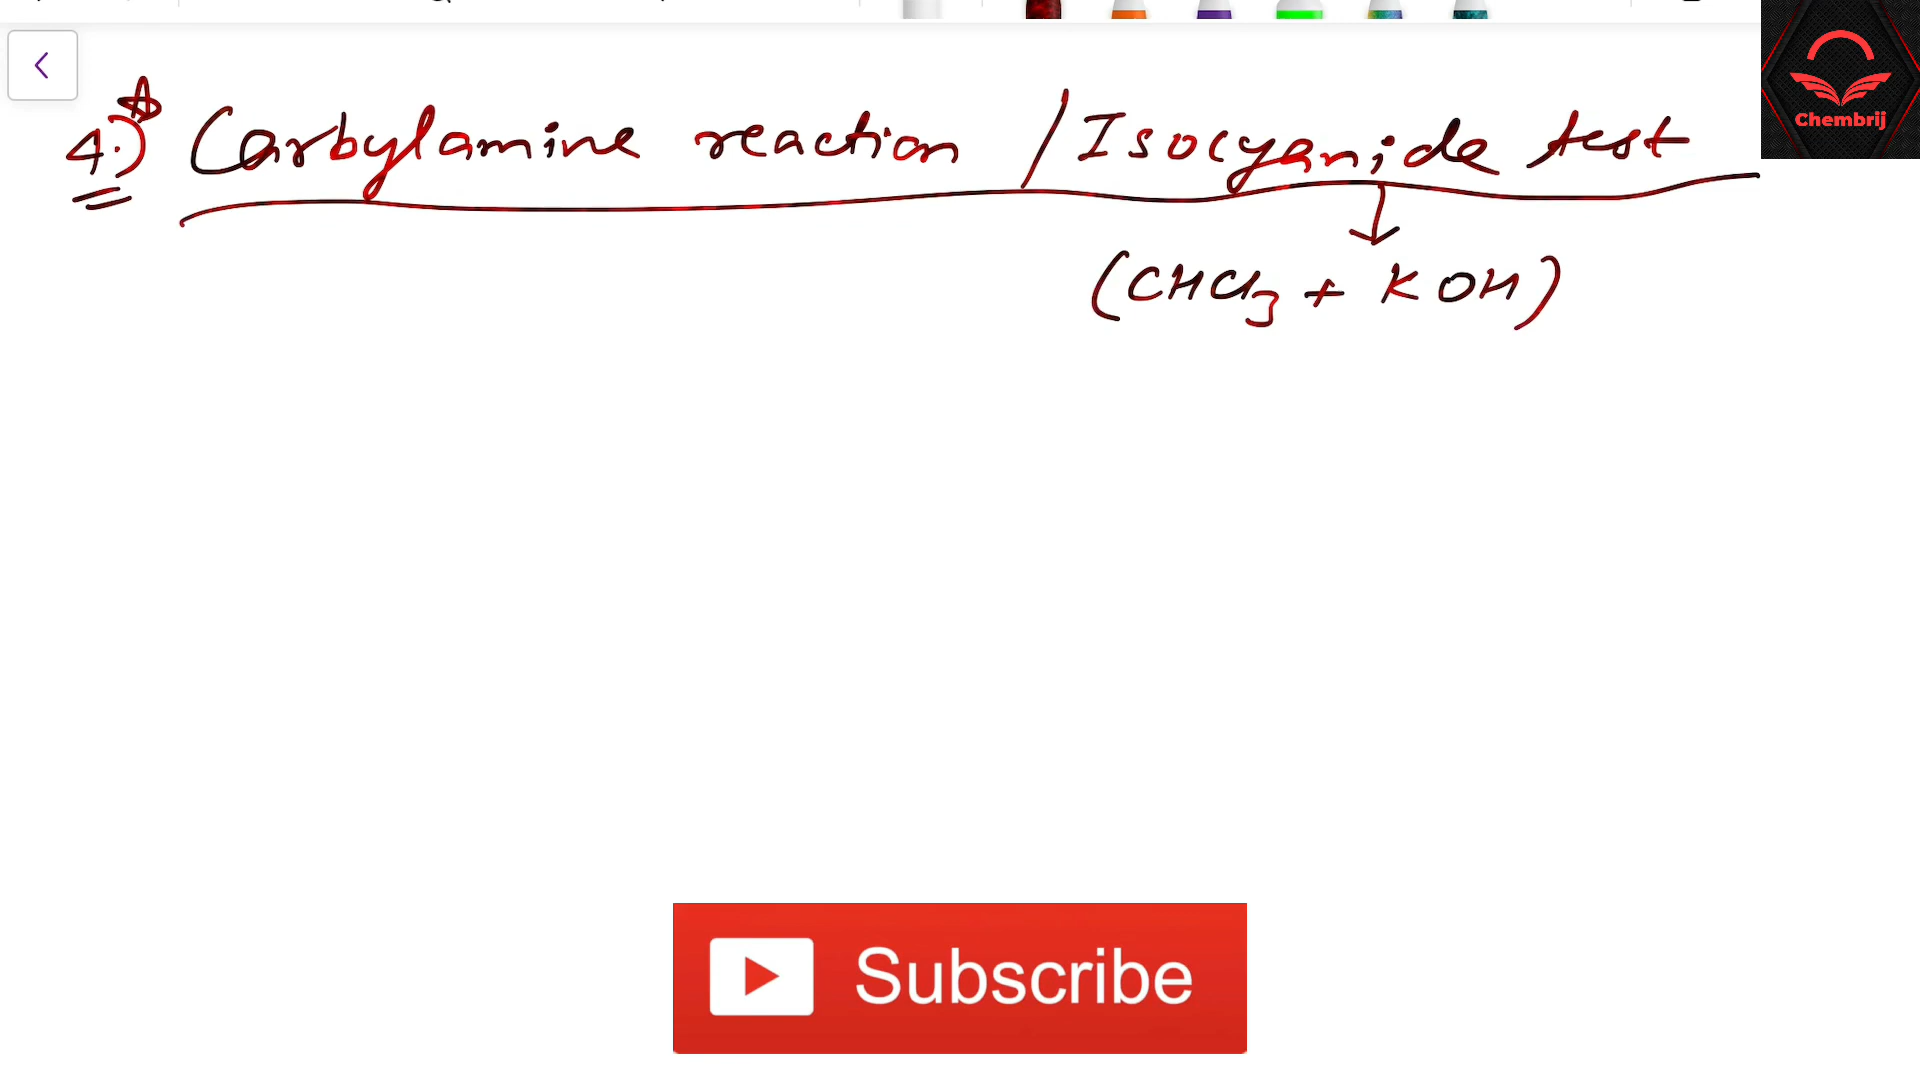 4.) Carbylamine reaction / Isocyanide test
(CHCl3 + KOH)
Chembrij
Subscribe